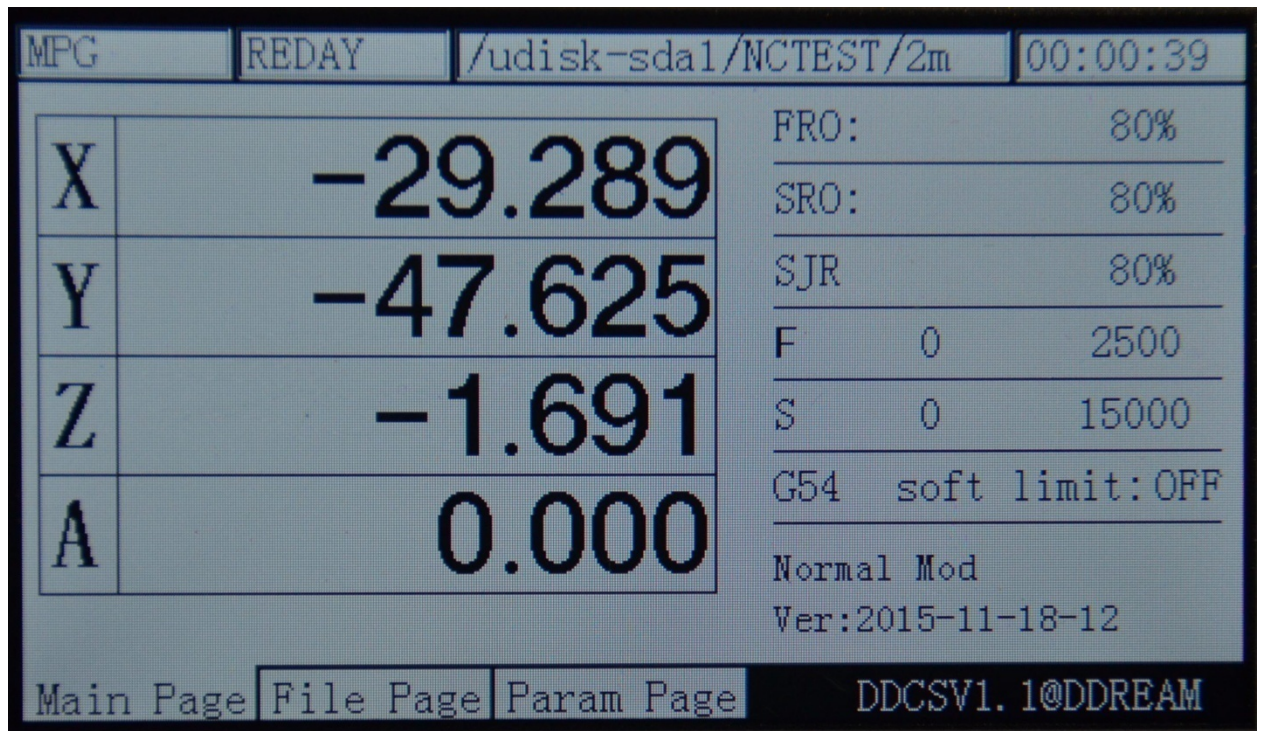 MPG REDAY /udisk-sda1/NCTEST/2m 00:00:39
X -29.289
Y -47.625
Z -1.691
A 0.000
FRO: 80%
SRO: 80%
SJR 80%
F 0 2500
S 0 15000
G54 soft limit:OFF
Normal Mod
Ver:2015-11-18-12
Main Page File Page Param Page DDCSV1.1@DDREAM